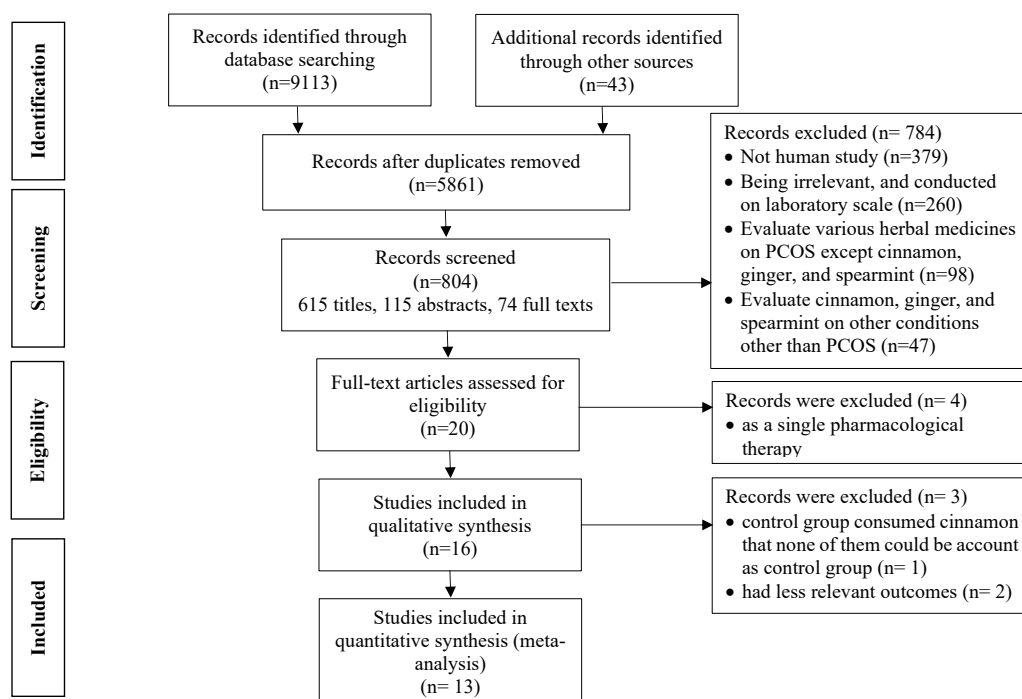 Identification
Records identified through
database searching
(n=9113)
Additional records identified
through other sources
(n=43)
Records after duplicates removed
(n=5861)
Screening
Records screened
(n=804)
615 titles, 115 abstracts, 74 full texts
Records excluded (n= 784)
• Not human study (n=379)
• Being irrelevant, and conducted
on laboratory scale (n=260)
• Evaluate various herbal medicines
on PCOS except cinnamon,
ginger, and spearmint (n=98)
• Evaluate cinnamon, ginger, and
spearmint on other conditions
other than PCOS (n=47)
Eligibility
Full-text articles assessed for
eligibility
(n=20)
Records were excluded (n= 4)
• as a single pharmacological
therapy
Studies included in
qualitative synthesis
(n=16)
Records were excluded (n= 3)
• control group consumed cinnamon
that none of them could be account
as control group (n= 1)
• had less relevant outcomes (n= 2)
Included
Studies included in
quantitative synthesis (meta-
analysis)
(n= 13)